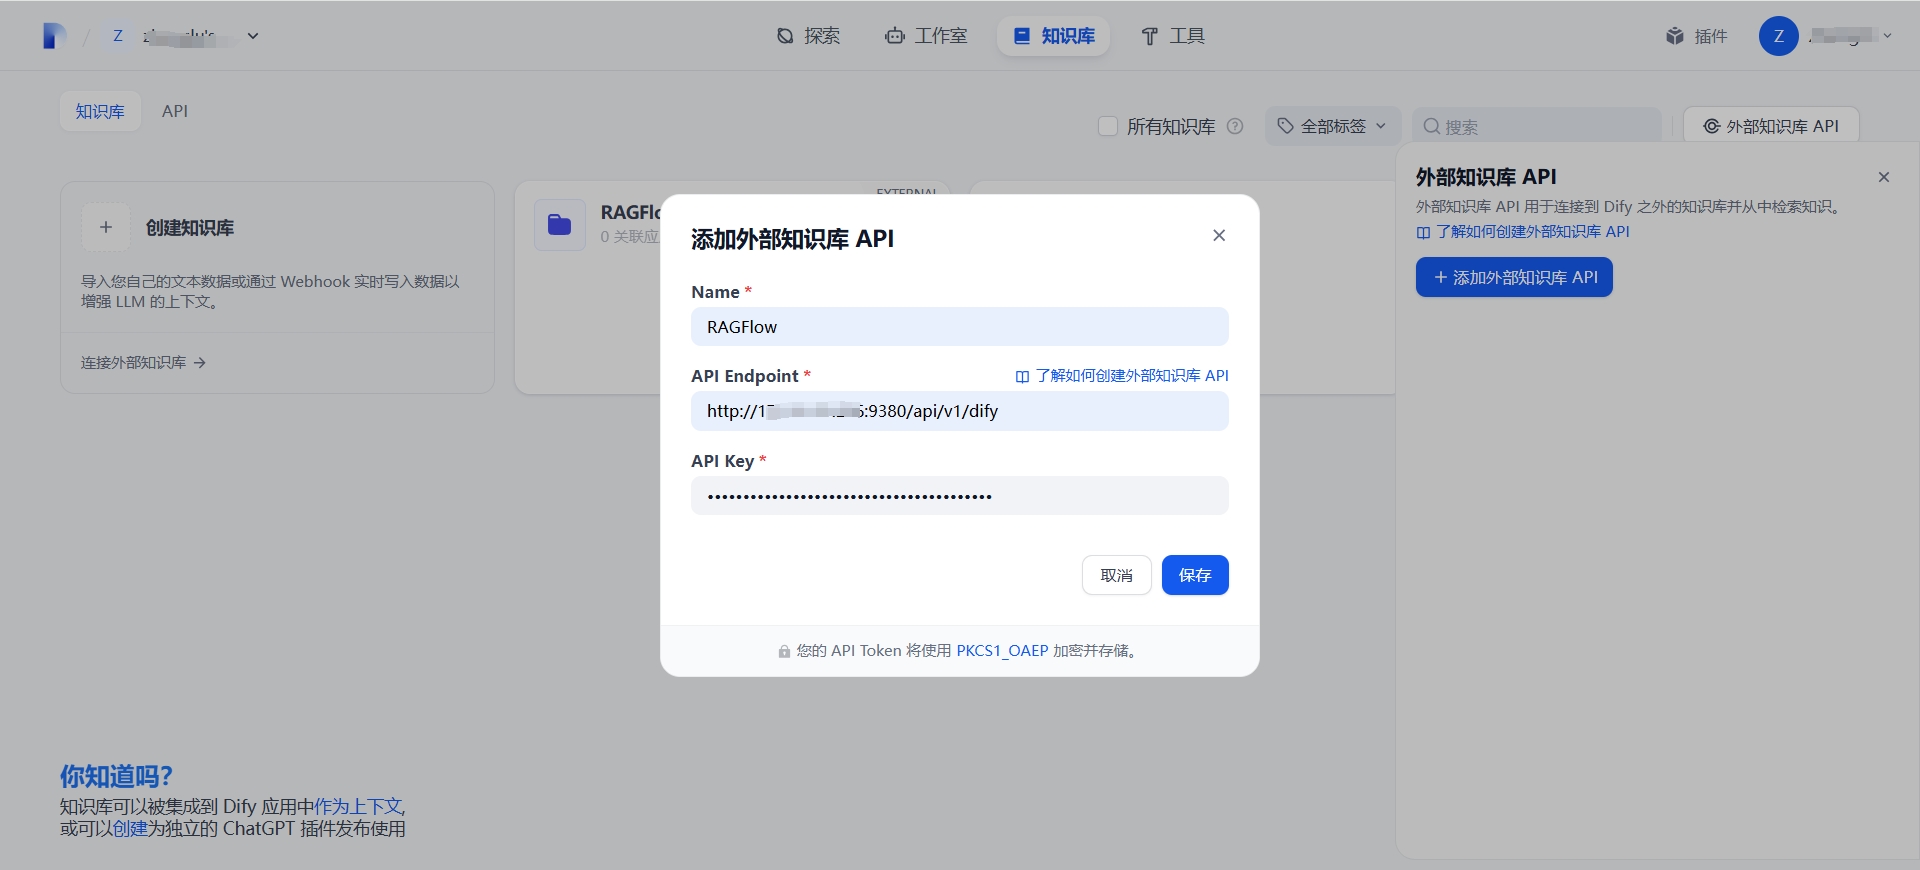 Z
探索
工作室
知识库
工具
插件
Z
知识库
API
所有知识库
全部标签
搜索
外部知识库 API
创建知识库
导入您自己的文本数据或通过 Webhook 实时写入数据以
增强 LLM 的上下文。
连接外部知识库 →
EXTERNAL
0 关联应
添加外部知识库 API
Name *
RAGFlow
API Endpoint *
了解如何创建外部知识库 API
:9380/api/v1/dify
API Key *
取消
保存
您的 API Token 将使用 PKCS1_OAEP 加密并存储。
外部知识库 API
外部知识库 API 用于连接到 Dify 之外的知识库并从中检索知识。
了解如何创建外部知识库 API
+ 添加外部知识库 API
你知道吗?
知识库可以被集成到 Dify 应用中作为上下文,
或可以创建为独立的 ChatGPT 插件发布使用